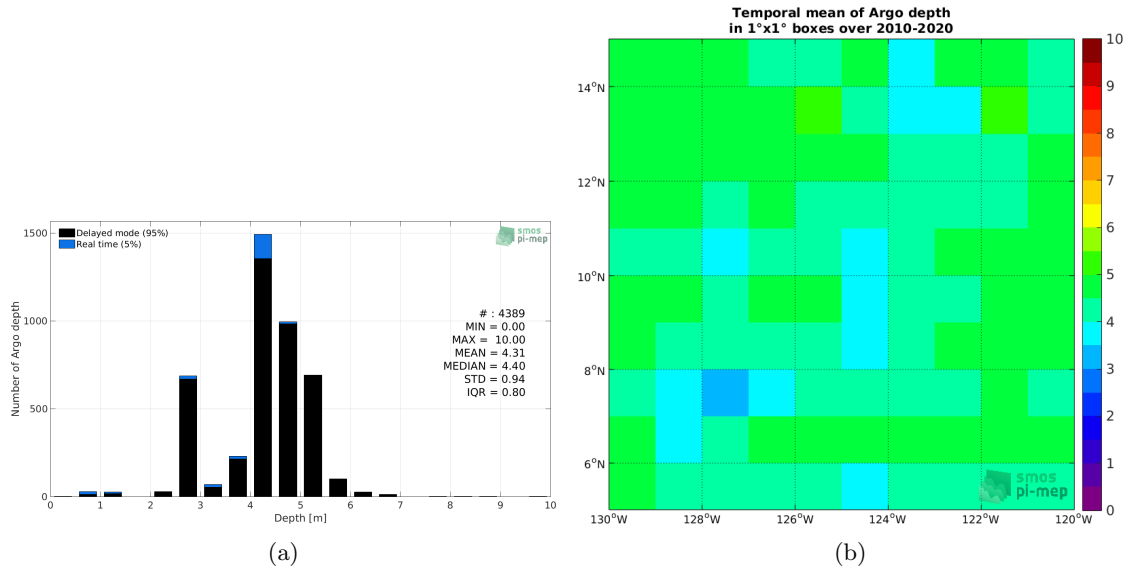 Delayed mode (95%)
Real time (5%)
smos
pi-mep
# : 4389
MIN = 0.00
MAX = 10.00
MEAN = 4.31
MEDIAN = 4.40
STD = 0.94
IQR = 0.80
Number of Argo depth
1500
1000
500
0
0 1 2 3 4 5 6 7 8 9 10
Depth [m]
(a)
Temporal mean of Argo depth
in 1°x1° boxes over 2010-2020
14°N
12°N
10°N
8°N
6°N
130°W 128°W 126°W 124°W 122°W 120°W
smos
pi-mep
10
9
8
7
6
5
4
3
2
1
0
(b)